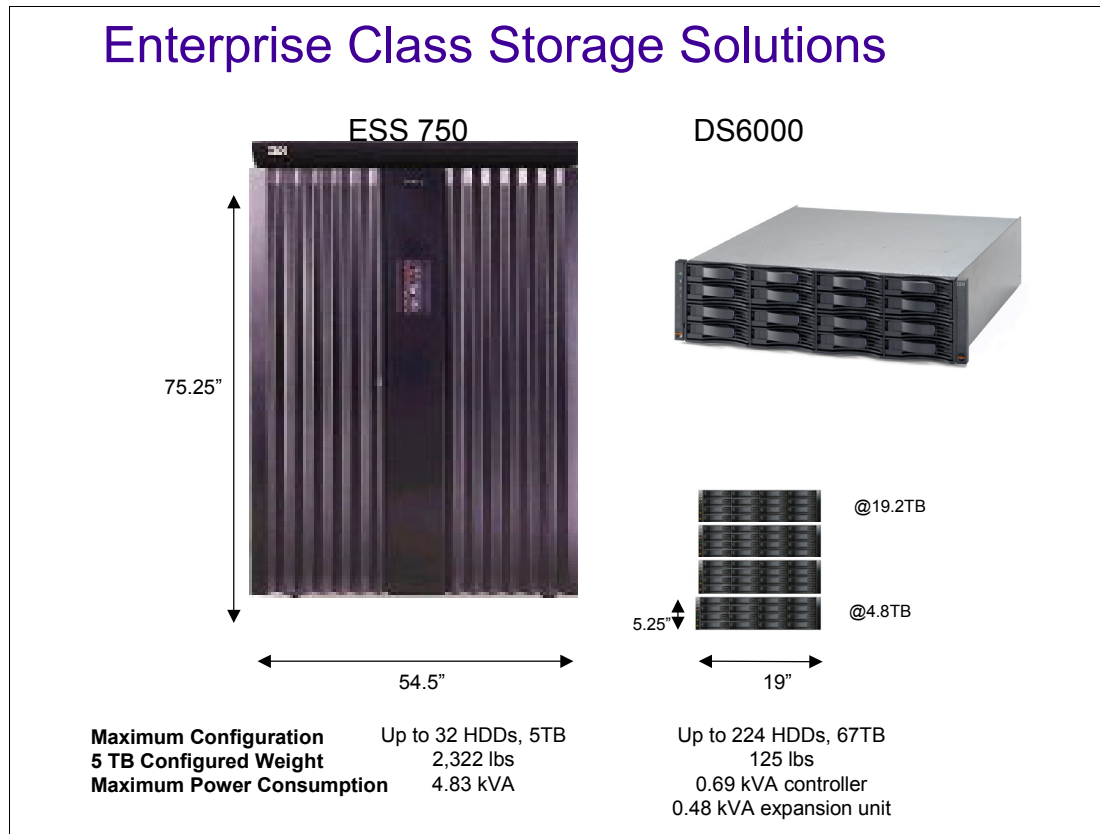 Enterprise Class Storage Solutions
ESS 750
DS6000
75.25”
@19.2TB
@4.8TB
5.25”
54.5”
19”
Maximum Configuration Up to 32 HDDs, 5TB Up to 224 HDDs, 67TB
5 TB Configured Weight 2,322 lbs 125 lbs
Maximum Power Consumption 4.83 kVA 0.69 kVA controller
0.48 kVA expansion unit